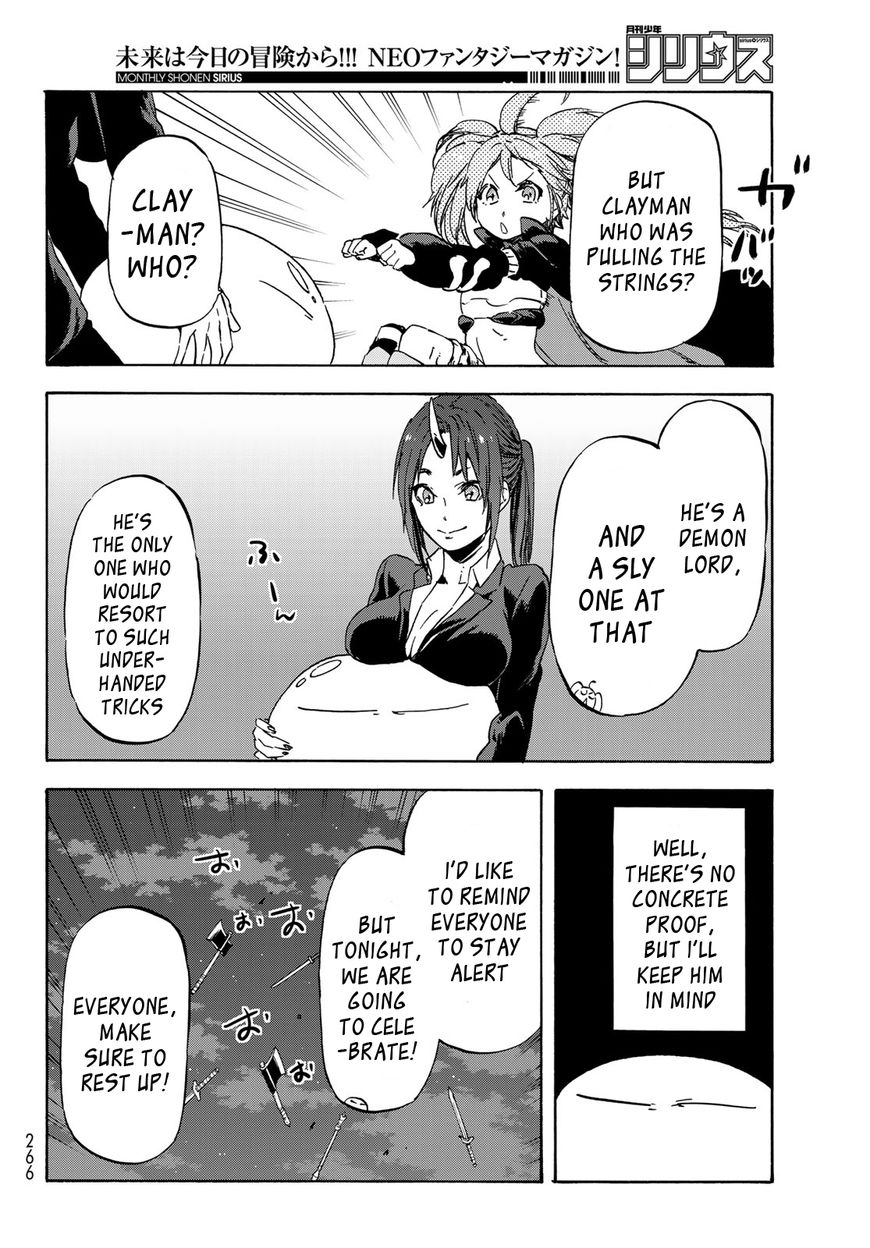 未来は今日の冒険から!!! NEOファンタジーマガジン!
MONTHLY SHONEN SIRIUS
月刊少年
シリウス
BUT
CLAYMAN
WHO WAS
PULLING THE
STRINGS?
ガ
バッ
CLAY
-MAN?
WHO?
HE'S A
DEMON
LORD,
AND
A SLY
ONE AT
THAT
ふーん
HE'S
THE ONLY
ONE WHO
WOULD
RESORT
TO SUCH
UNDER-
HANDED
TRICKS
WELL,
THERE'S NO
CONCRETE
PROOF,
BUT I'LL
KEEP HIM
IN MIND
I'D LIKE
TO REMIND
EVERYONE
TO STAY
ALERT
BUT
TONIGHT,
WE ARE
GOING
TO CELE
-BRATE!
お
お
お
お
EVERYONE,
MAKE
SURE TO
REST UP!
266